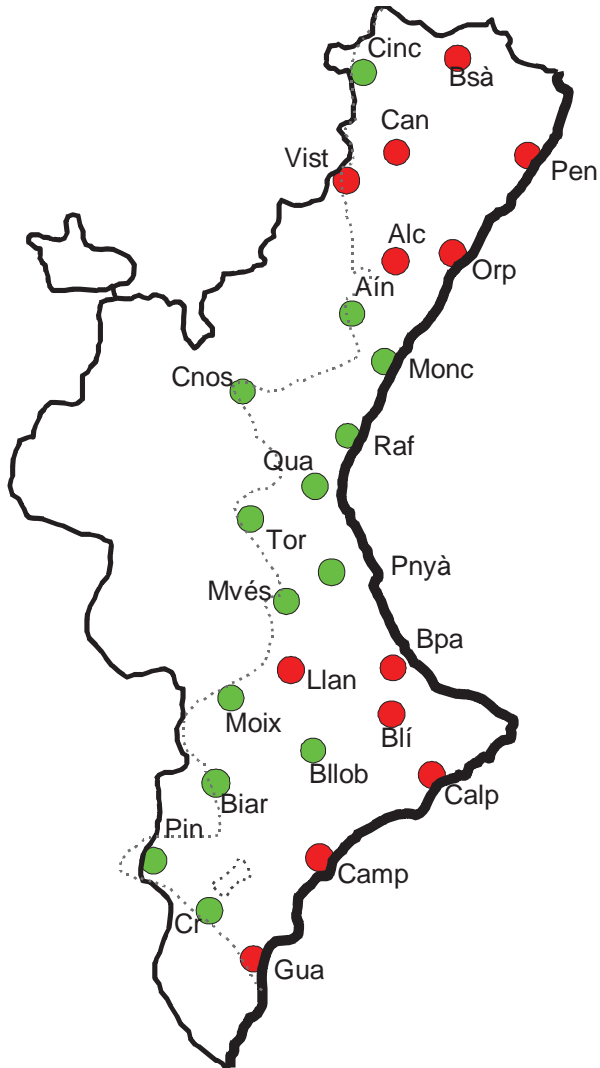 Cinc
Bsà
Can
Vist
Pen
Alc
Orp
Aín
Monc
Cnos
Raf
Qua
Tor
Pnyà
Mvés
Bpa
Llan
Moix
Blí
Bllob
Calp
Biar
Pin
Camp
Cr
Gua